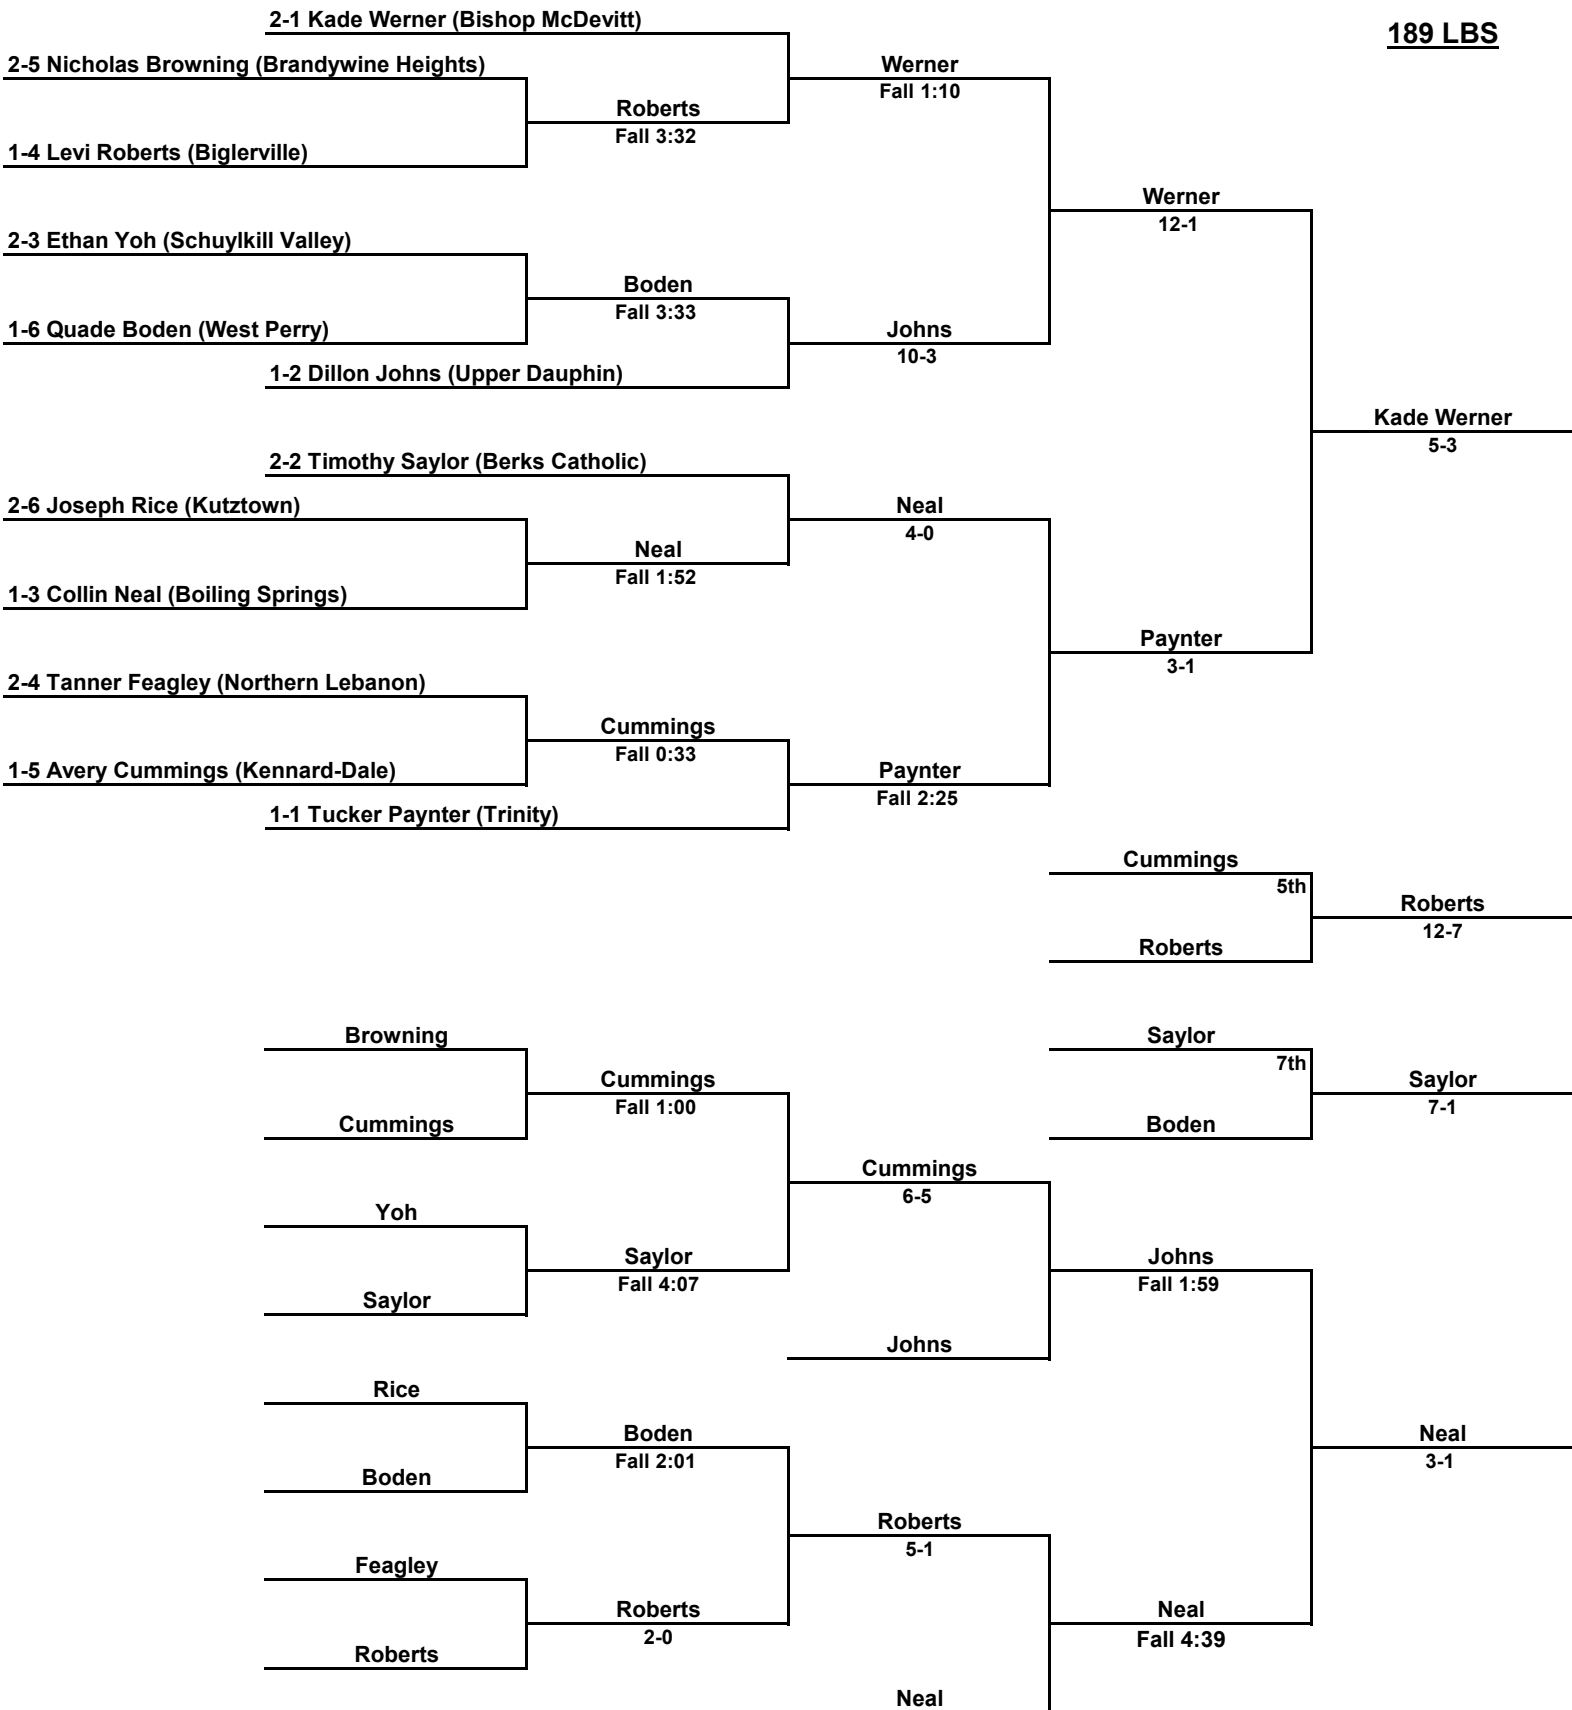 2-1 Kade Werner (Bishop McDevitt)
189 LBS
2-5 Nicholas Browning (Brandywine Heights)
Werner
Fall 1:10
Roberts
Fall 3:32
1-4 Levi Roberts (Biglerville)
Werner
12-1
2-3 Ethan Yoh (Schuylkill Valley)
Boden
Fall 3:33
1-6 Quade Boden (West Perry)
Johns
10-3
1-2 Dillon Johns (Upper Dauphin)
Kade Werner
5-3
2-2 Timothy Saylor (Berks Catholic)
2-6 Joseph Rice (Kutztown)
Neal
4-0
Neal
Fall 1:52
1-3 Collin Neal (Boiling Springs)
Paynter
3-1
2-4 Tanner Feagley (Northern Lebanon)
Cummings
Fall 0:33
1-5 Avery Cummings (Kennard-Dale)
Paynter
Fall 2:25
1-1 Tucker Paynter (Trinity)
Cummings
5th
Roberts
12-7
Roberts
Browning
Saylor
7th
Cummings
Fall 1:00
Saylor
7-1
Cummings
Boden
Cummings
6-5
Yoh
Saylor
Fall 4:07
Johns
Fall 1:59
Saylor
Johns
Rice
Boden
Fall 2:01
Neal
3-1
Boden
Roberts
5-1
Feagley
Roberts
2-0
Neal
Fall 4:39
Roberts
Neal